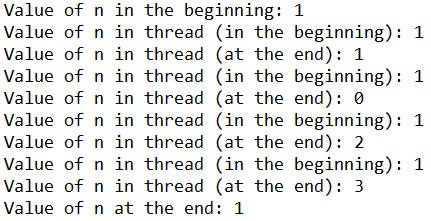 Value of n in the beginning: 1
Value of n in thread (in the beginning): 1
Value of n in thread (at the end): 1
Value of n in thread (in the beginning): 1
Value of n in thread (at the end): 0
Value of n in thread (in the beginning): 1
Value of n in thread (at the end): 2
Value of n in thread (in the beginning): 1
Value of n in thread (at the end): 3
Value of n at the end: 1